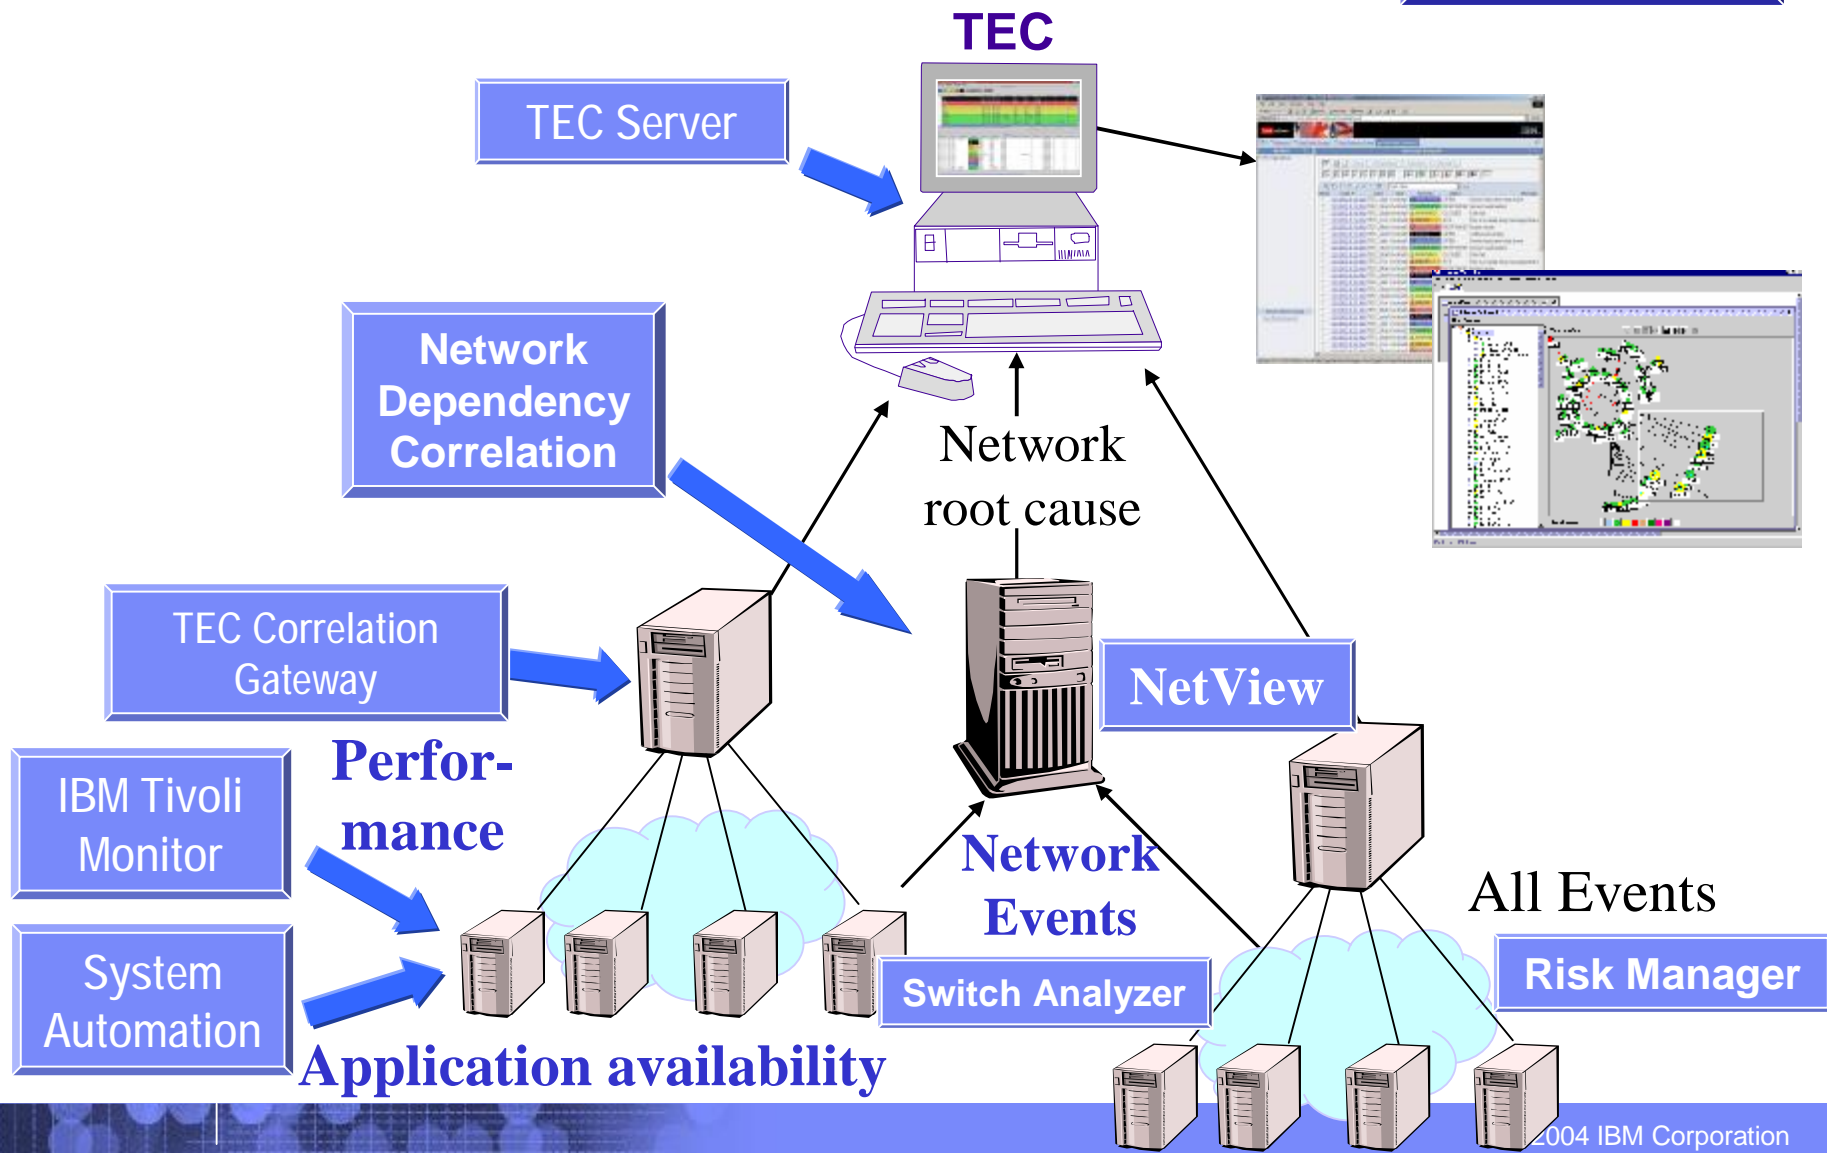 TEC
TEC Server
Network
Dependency
Correlation
Network
root cause
TEC Correlation
Gateway
NetView
Perfor-
mance
IBM Tivoli
Monitor
Network
Events
All Events
System
Automation
Switch Analyzer
Risk Manager
Application availability
2004 IBM Corporation